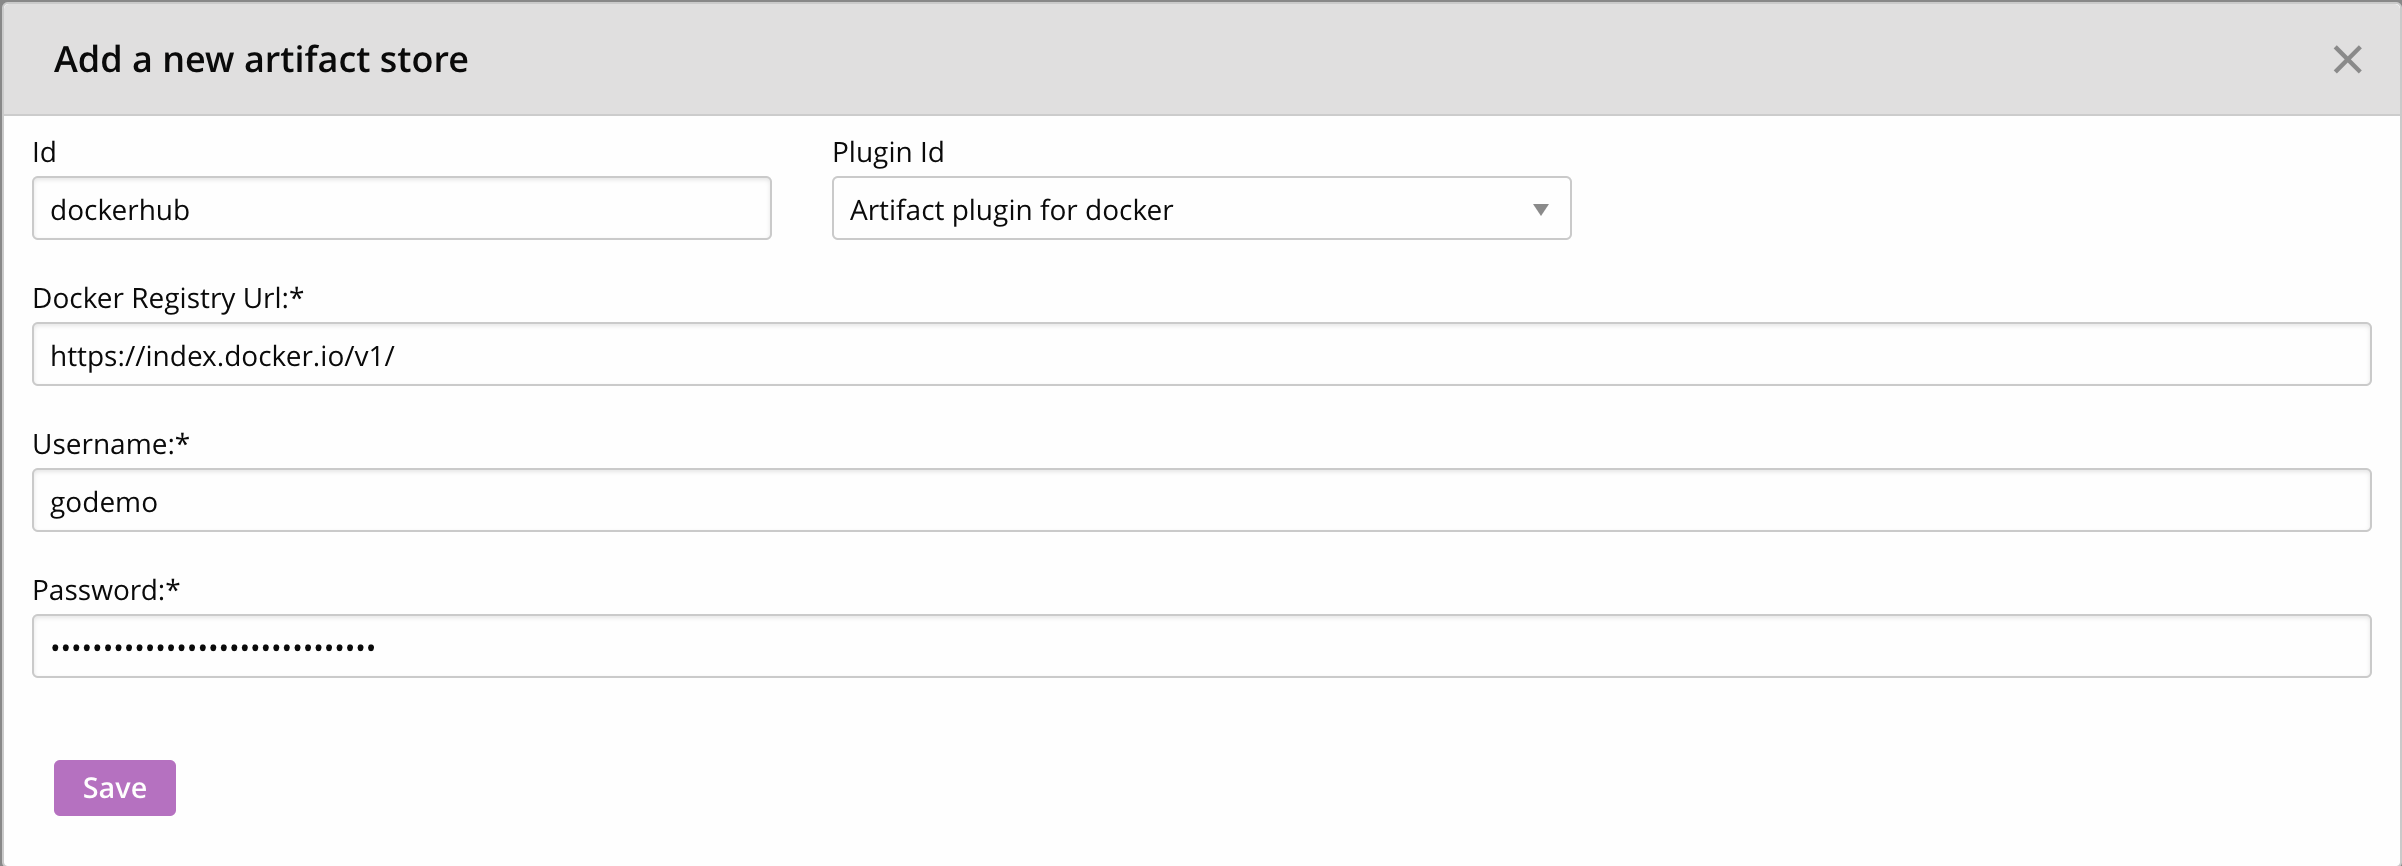 Add a new artifact store
Id
Plugin Id
dockerhub
Artifact plugin for docker
Docker Registry Url:*
https://index.docker.io/v1/
Username:*
godemo
Password:*
•••••••••••••••••••••••••••••••
Save